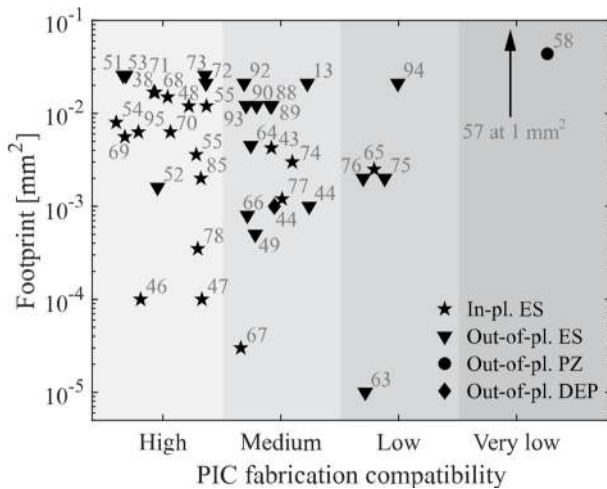 10⁻¹
10⁻²
10⁻³
10⁻⁴
10⁻⁵
Footprint [mm²]
51 53 71 73 72 92 13 94 58
38 68 48 55 90 88
54 95 70 93 89 57 at 1 mm²
69 55 64 43 74 65
85 76 75
52 66 77 44
44
78 49
46 47
67
63
In-pl. ES
Out-of-pl. ES
Out-of-pl. PZ
Out-of-pl. DEP
High Medium Low Very low
PIC fabrication compatibility